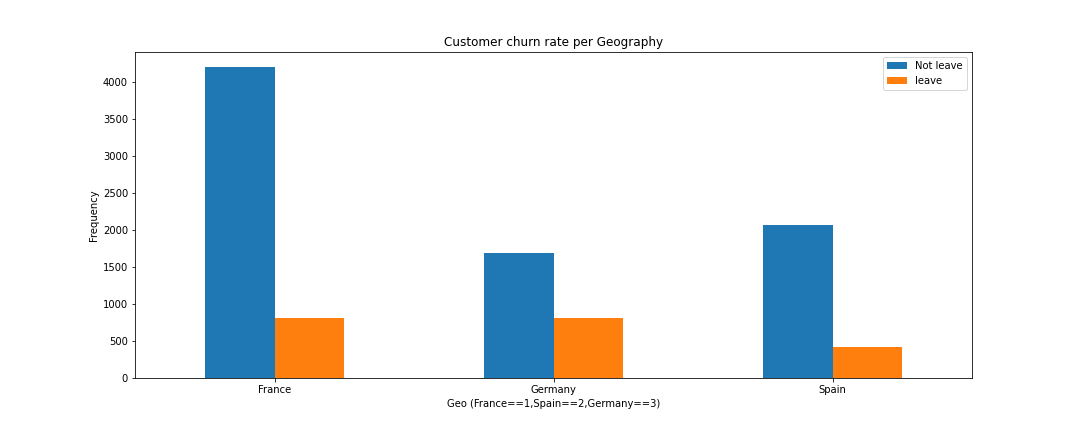 Customer churn rate per Geography
Not leave
leave
4000
3500
3000
2500
2000
1500
1000
500
0
Frequency
France
Germany
Spain
Geo (France==1,Spain==2,Germany==3)